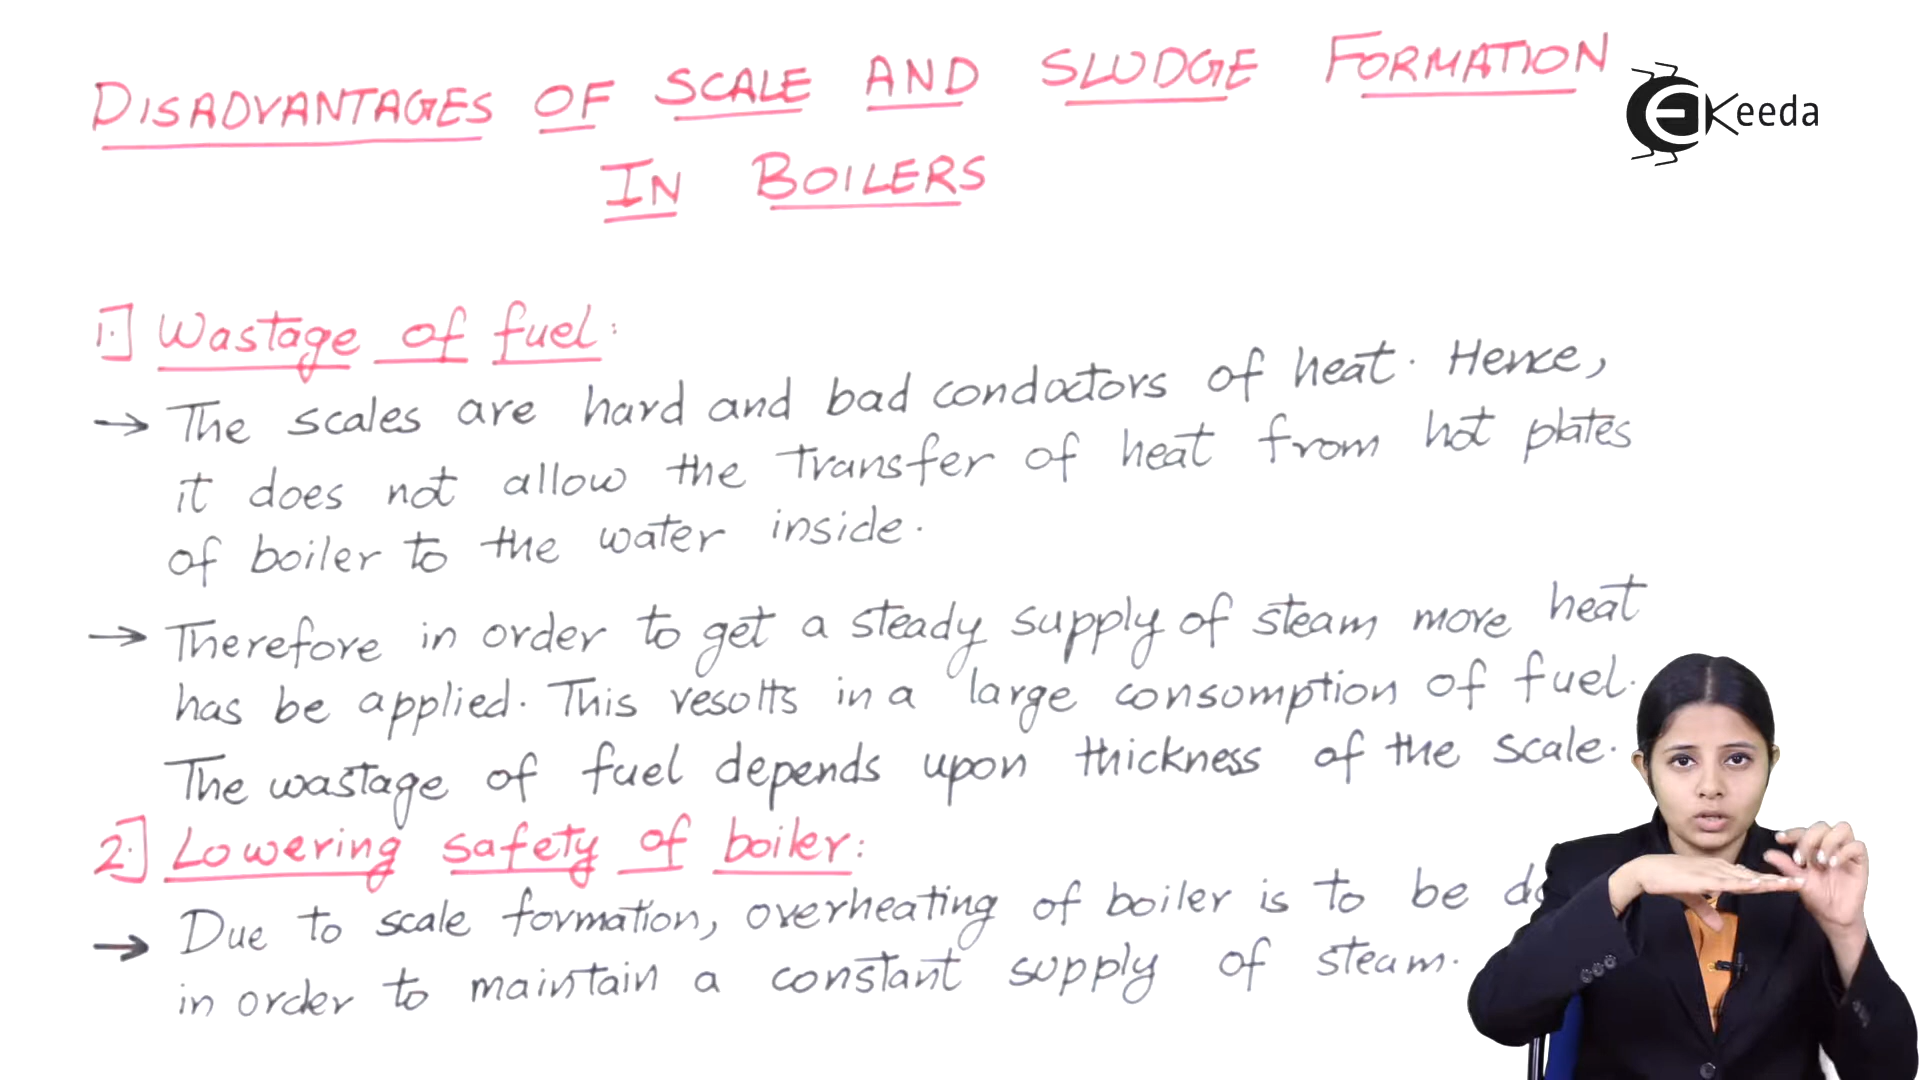 DISADVANTAGES OF SCALE AND SLUDGE FORMATION
IN BOILERS
EKeeda
1.] Wastage of fuel:
→ The scales are hard and bad conductors of heat. Hence,
it does not allow the transfer of heat from hot plates
of boiler to the water inside.
→ Therefore in order to get a steady supply of steam more heat
has be applied. This results in a large consumption of fuel.
The wastage of fuel depends upon thickness of the scale.
2.] Lowering safety of boiler:
→ Due to scale formation, overheating of boiler is to be
in order to maintain a constant supply of steam.